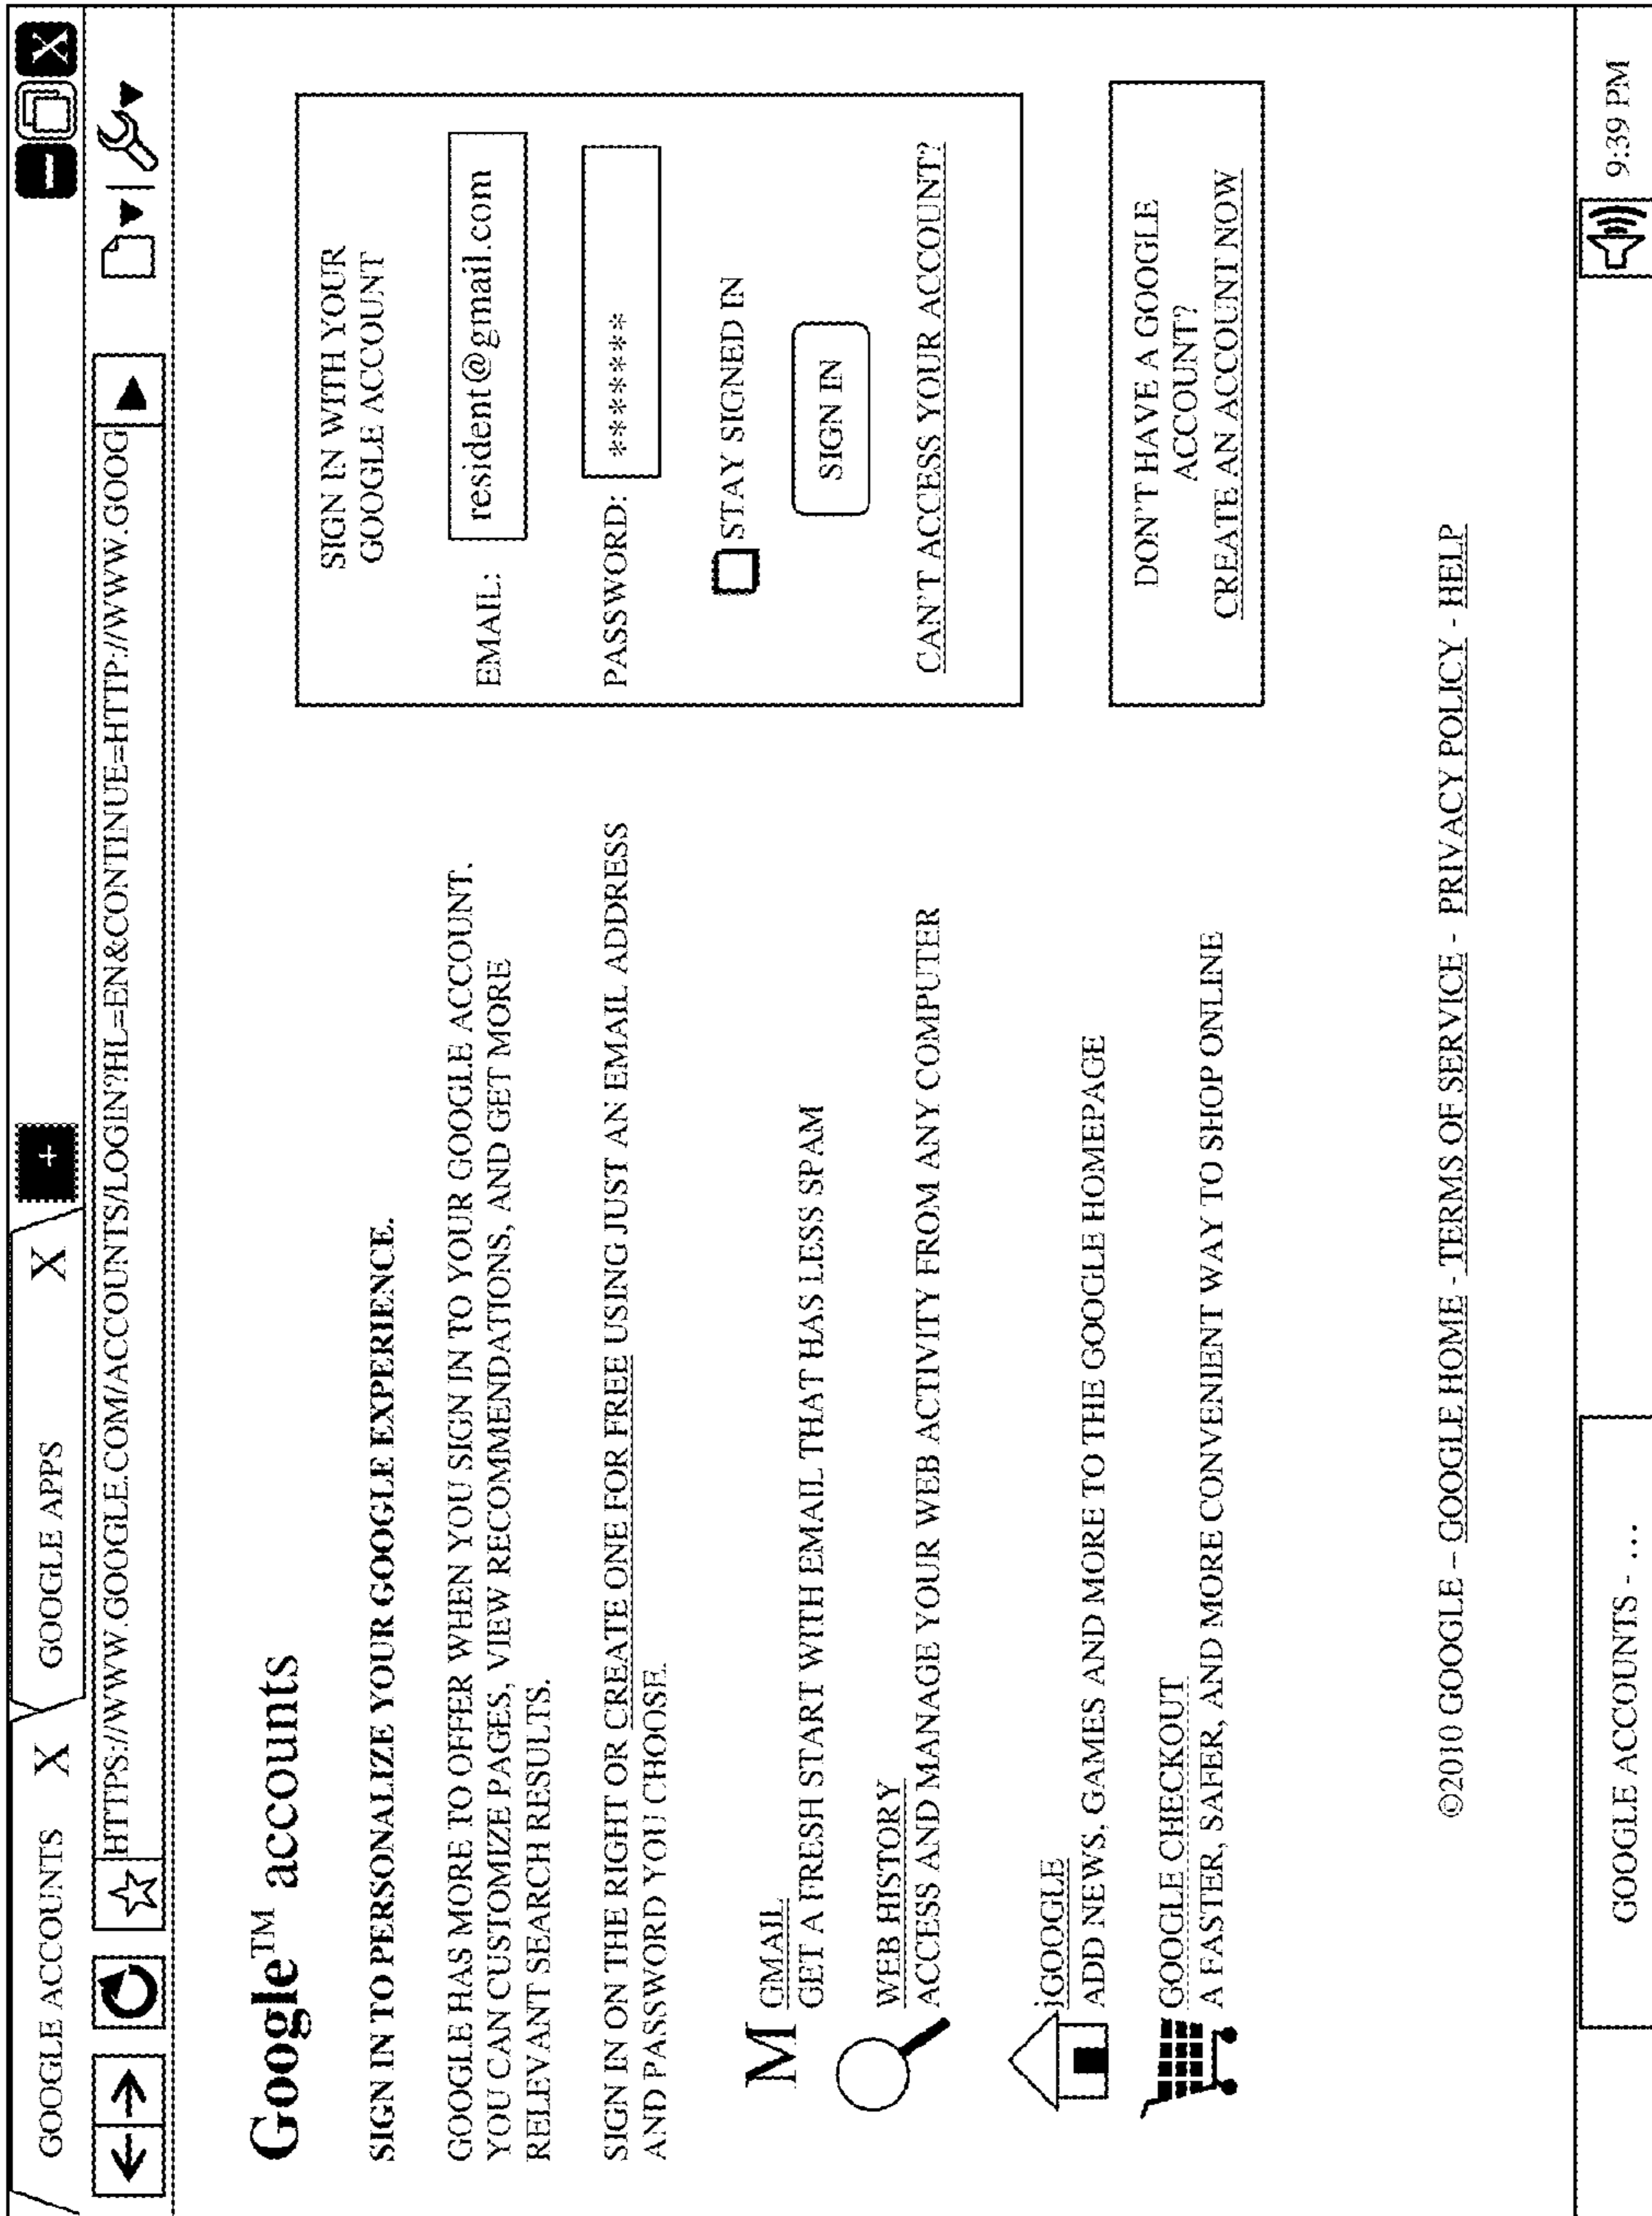 GOOGLE ACCOUNTS X GOOGLE APPS X +
− X
HTTPS://WWW.GOOGLE.COM/ACCOUNTS/LOGIN?HL=EN&CONTINUE=HTTP://WWW.GOOG
Google™ accounts
SIGN IN TO PERSONALIZE YOUR GOOGLE EXPERIENCE.
GOOGLE HAS MORE TO OFFER WHEN YOU SIGN IN TO YOUR GOOGLE ACCOUNT.
YOU CAN CUSTOMIZE PAGES, VIEW RECOMMENDATIONS, AND GET MORE
RELEVANT SEARCH RESULTS.
SIGN IN ON THE RIGHT OR CREATE ONE FOR FREE USING JUST AN EMAIL ADDRESS
AND PASSWORD YOU CHOOSE.
M GMAIL
GET A FRESH START WITH EMAIL THAT HAS LESS SPAM
WEB HISTORY
ACCESS AND MANAGE YOUR WEB ACTIVITY FROM ANY COMPUTER
iGOOGLE
ADD NEWS, GAMES AND MORE TO THE GOOGLE HOMEPAGE
GOOGLE CHECKOUT
A FASTER, SAFER, AND MORE CONVENIENT WAY TO SHOP ONLINE
SIGN IN WITH YOUR
GOOGLE ACCOUNT
EMAIL: resident@gmail.com
PASSWORD: ********
STAY SIGNED IN
SIGN IN
CAN'T ACCESS YOUR ACCOUNT?
DON'T HAVE A GOOGLE
ACCOUNT?
CREATE AN ACCOUNT NOW
©2010 GOOGLE – GOOGLE HOME - TERMS OF SERVICE - PRIVACY POLICY - HELP
GOOGLE ACCOUNTS - ...
9:39 PM